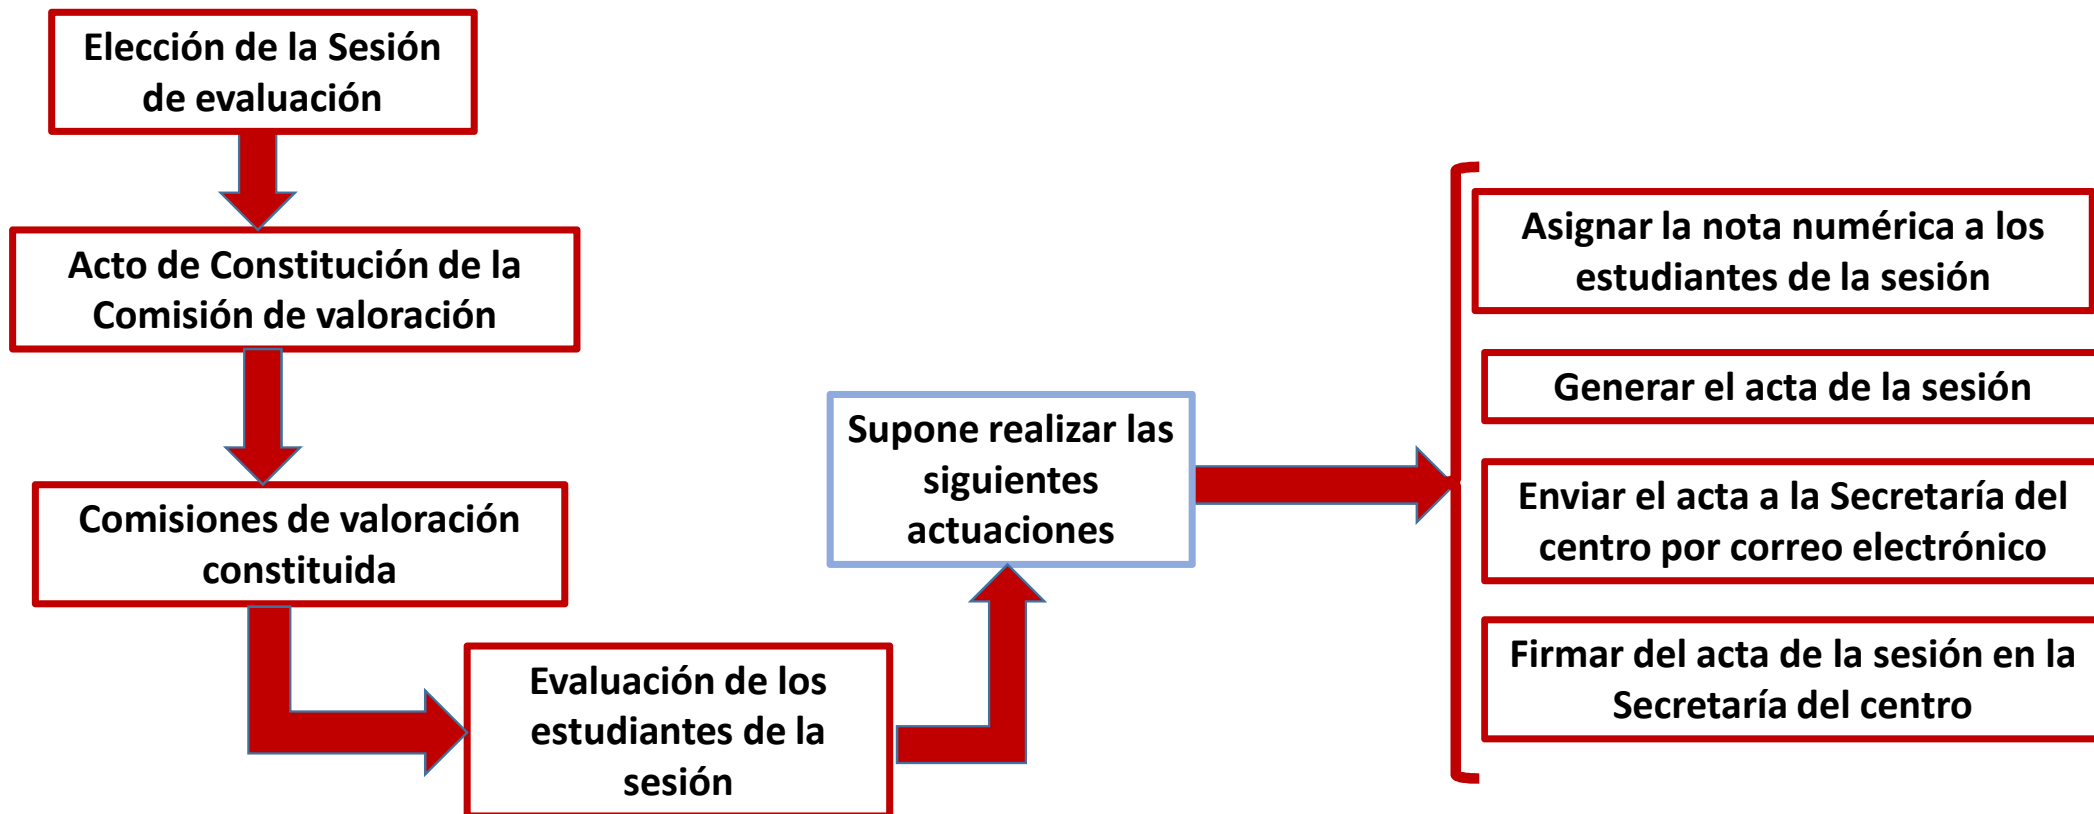 Elección de la Sesión
de evaluación
Acto de Constitución de la
Comisión de valoración
Comisiones de valoración
constituida
Evaluación de los
estudiantes de la
sesión
Supone realizar las
siguientes
actuaciones
Asignar la nota numérica a los
estudiantes de la sesión
Generar el acta de la sesión
Enviar el acta a la Secretaría del
centro por correo electrónico
Firmar del acta de la sesión en la
Secretaría del centro